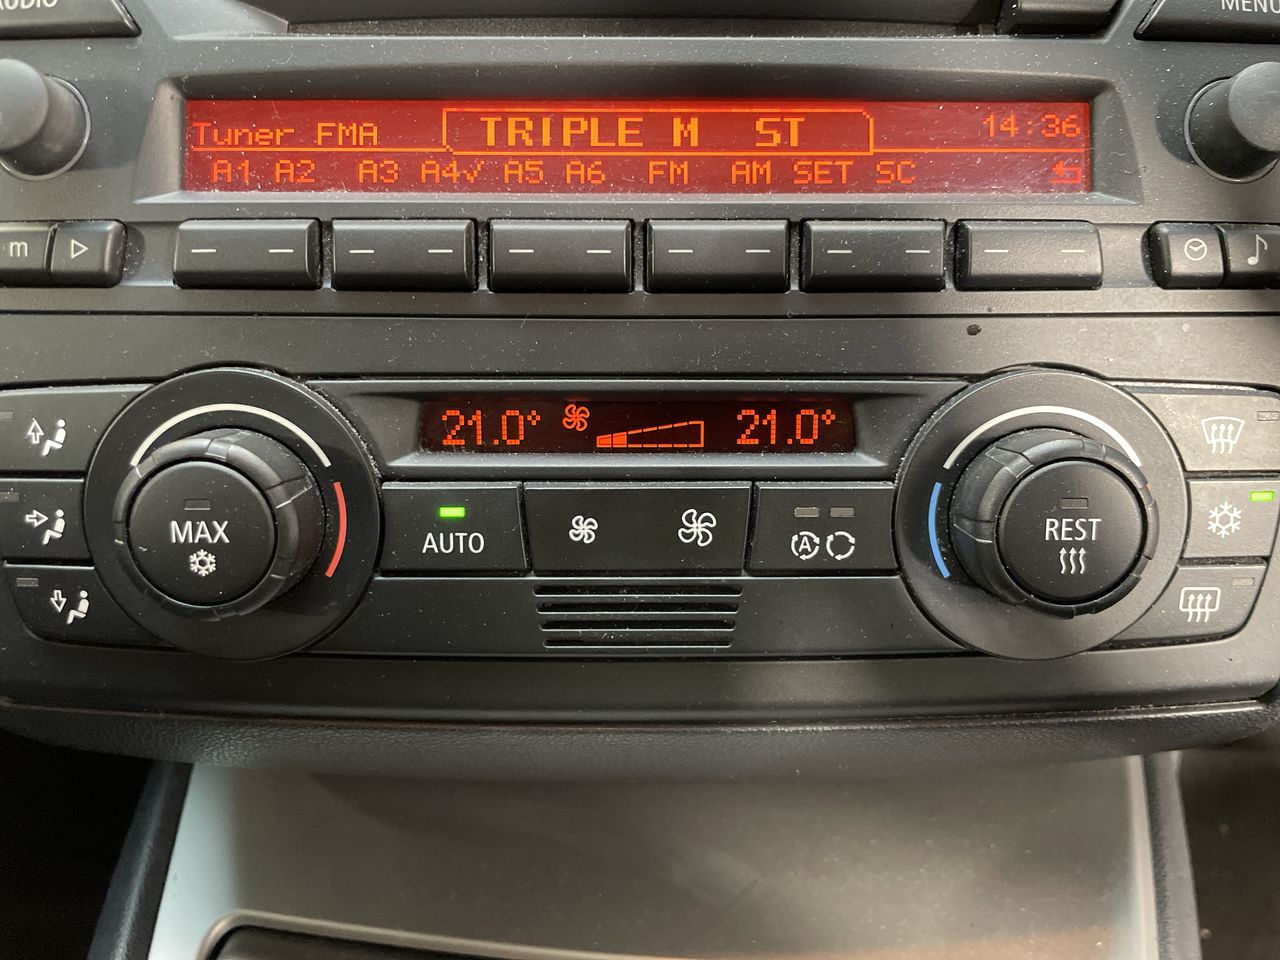 AUDIO
MENU
Tuner FMA TRIPLE M ST 14:36
A1 A2 A3 A4√ A5 A6 FM AM SET SC
m
21.0° 21.0°
MAX
AUTO
A
REST